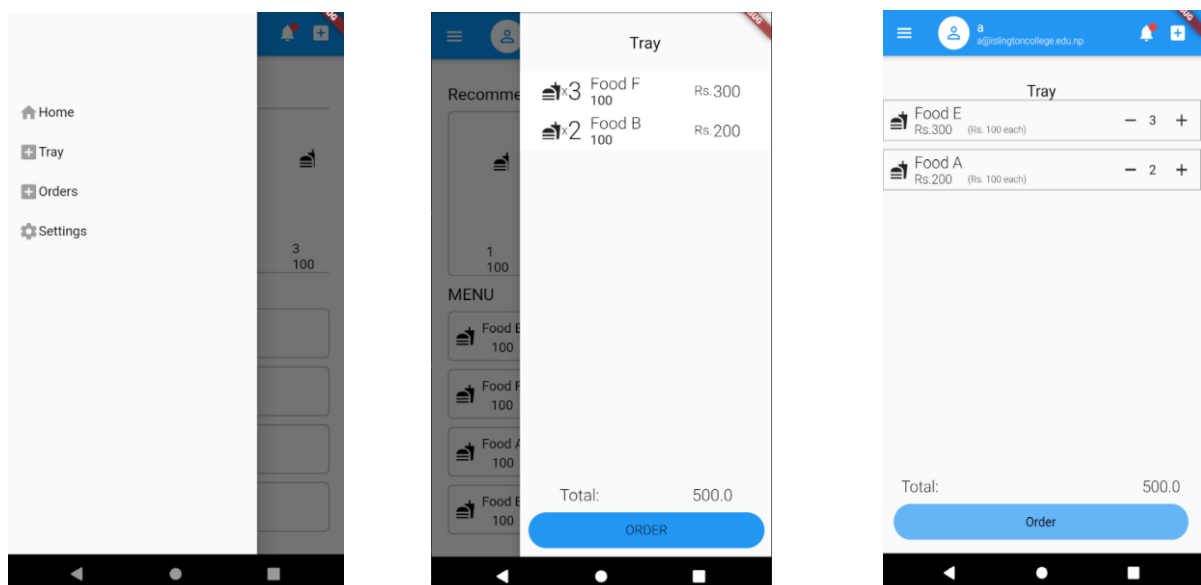 Home
Tray
Orders
Settings
3
100
Tray
Recomme
x3 Food F Rs.300
100
x2 Food B Rs.200
100
1
100
MENU
Food E
100
Food F
100
Food A
100
Food E
100
Total: 500.0
ORDER
a
a@islingtoncollege.edu.np
Tray
Food E
Rs.300 (Rs. 100 each) 3
Food A
Rs.200 (Rs. 100 each) 2
Total: 500.0
Order